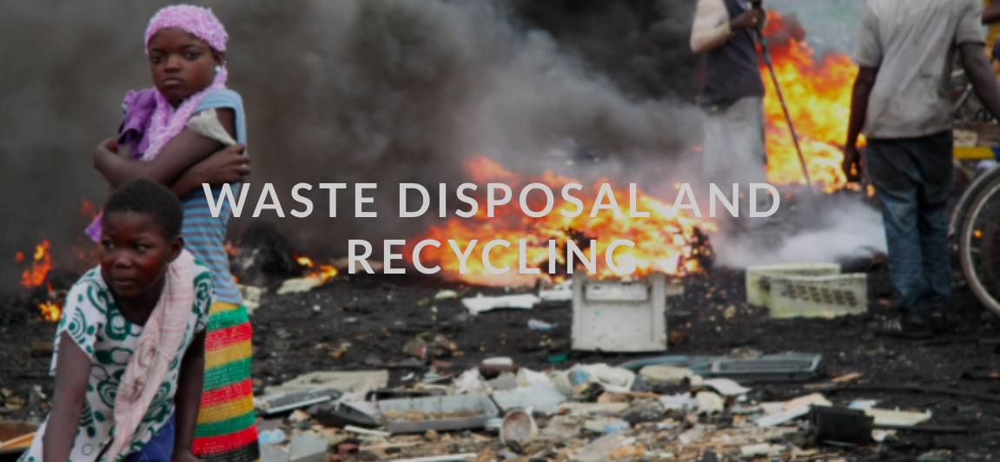 WASTE DISPOSAL AND
RECYCLING